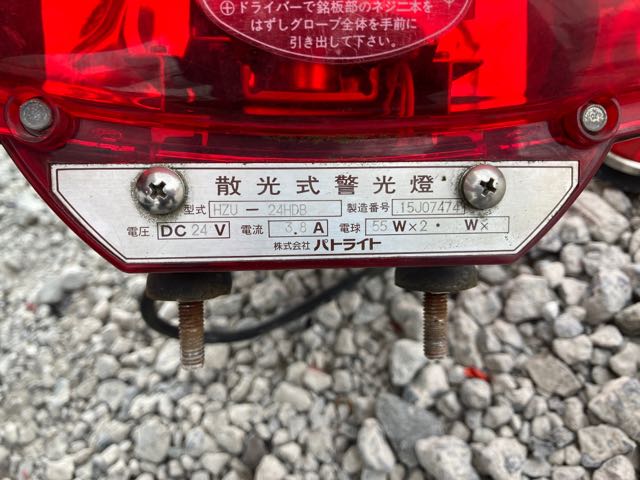 ⊕ドライバーで銘板部のネジ二本を
はずしグローブ全体を手前に
引き出して下さい。
散光式警光燈
型式 HZU－24HDB 製造番号
電圧 DC 24 V 電流 3.8 A 電球 55 W×2・ W×
株式会社 パトライト